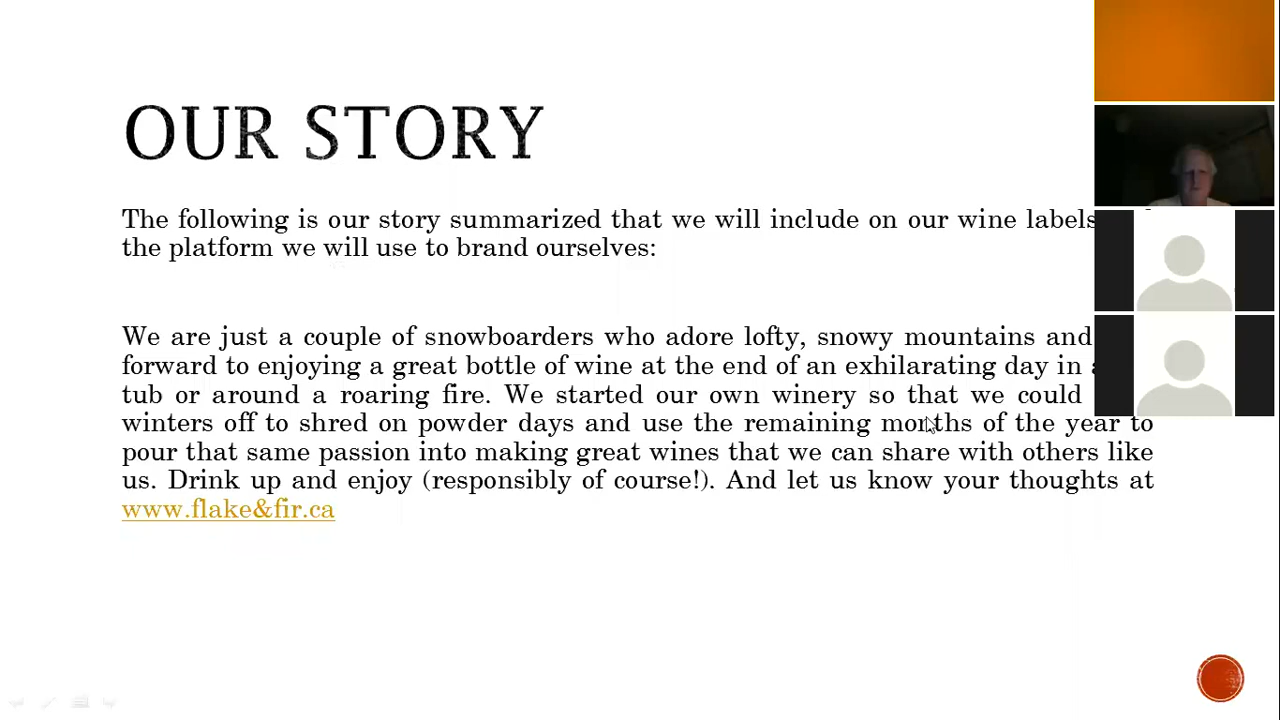 OUR STORY
The following is our story summarized that we will include on our wine labels
the platform we will use to brand ourselves:
We are just a couple of snowboarders who adore lofty, snowy mountains and
forward to enjoying a great bottle of wine at the end of an exhilarating day in
tub or around a roaring fire. We started our own winery so that we could
winters off to shred on powder days and use the remaining months of the year to
pour that same passion into making great wines that we can share with others like
us. Drink up and enjoy (responsibly of course!). And let us know your thoughts at
www.flake&fir.ca